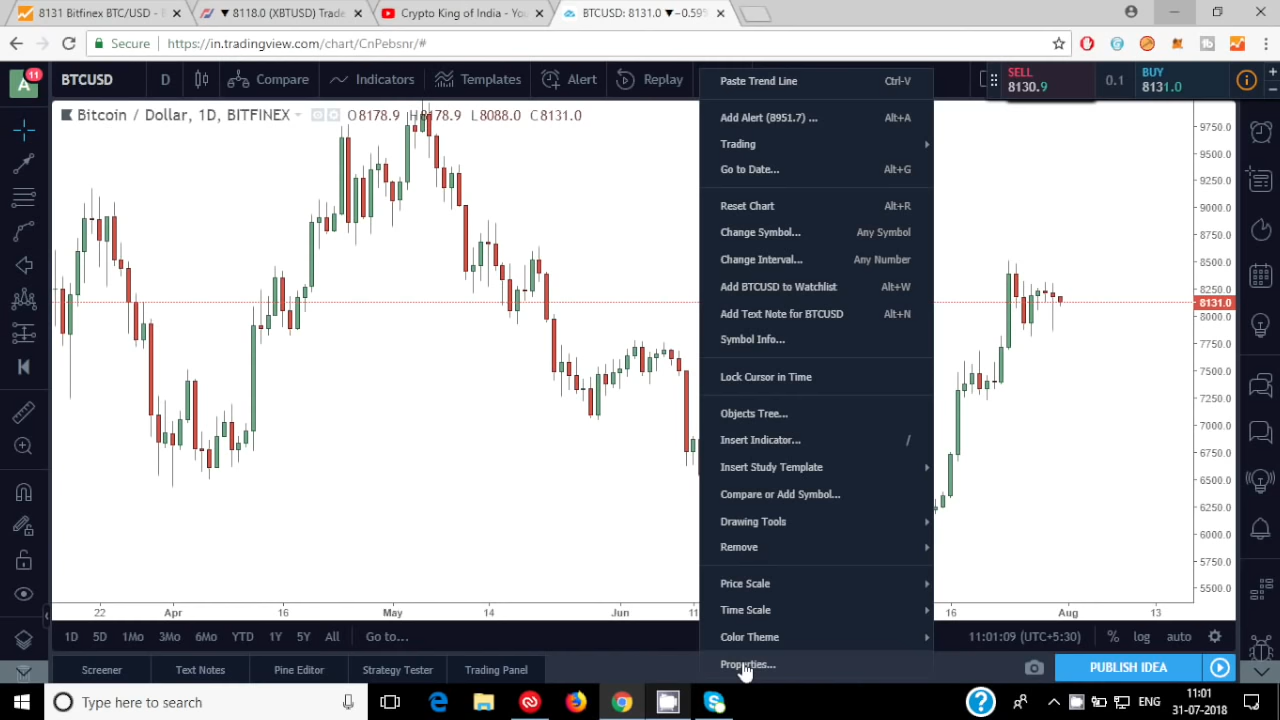 8131 Bitfinex BTC/USD -
▼ 8118.0 (XBTUSD) Trade
Crypto King of India - You
BTCUSD: 8131.0 ▼ −0.59%
Secure
https://in.tradingview.com/chart/CnPebsnr/#
A
11
BTCUSD
D
Compare
Indicators
Templates
Alert
Replay
SELL
8130.9
0.1
BUY
8131.0
Bitcoin / Dollar, 1D, BITFINEX
O8178.9 H8178.9 L8088.0 C8131.0
Paste Trend Line Ctrl-V
Add Alert (8951.7) ... Alt+A
Trading
Go to Date... Alt+G
Reset Chart Alt+R
Change Symbol... Any Symbol
Change Interval... Any Number
Add BTCUSD to Watchlist Alt+W
Add Text Note for BTCUSD Alt+N
Symbol Info...
Lock Cursor in Time
Objects Tree...
Insert Indicator... /
Insert Study Template
Compare or Add Symbol...
Drawing Tools
Remove
Price Scale
Time Scale
Color Theme
Properties...
9750.0
9500.0
9250.0
9000.0
8750.0
8500.0
8250.0
8131.0
8000.0
7750.0
7500.0
7250.0
7000.0
6750.0
6500.0
6250.0
6000.0
5750.0
5500.0
22 Apr 16 May 14 Jun 11 16 Aug 13
1D 5D 1Mo 3Mo 6Mo YTD 1Y 5Y All Go to...
11:01:09 (UTC+5:30) % log auto
Screener Text Notes Pine Editor Strategy Tester Trading Panel
PUBLISH IDEA
Type here to search
ENG
11:01
31-07-2018